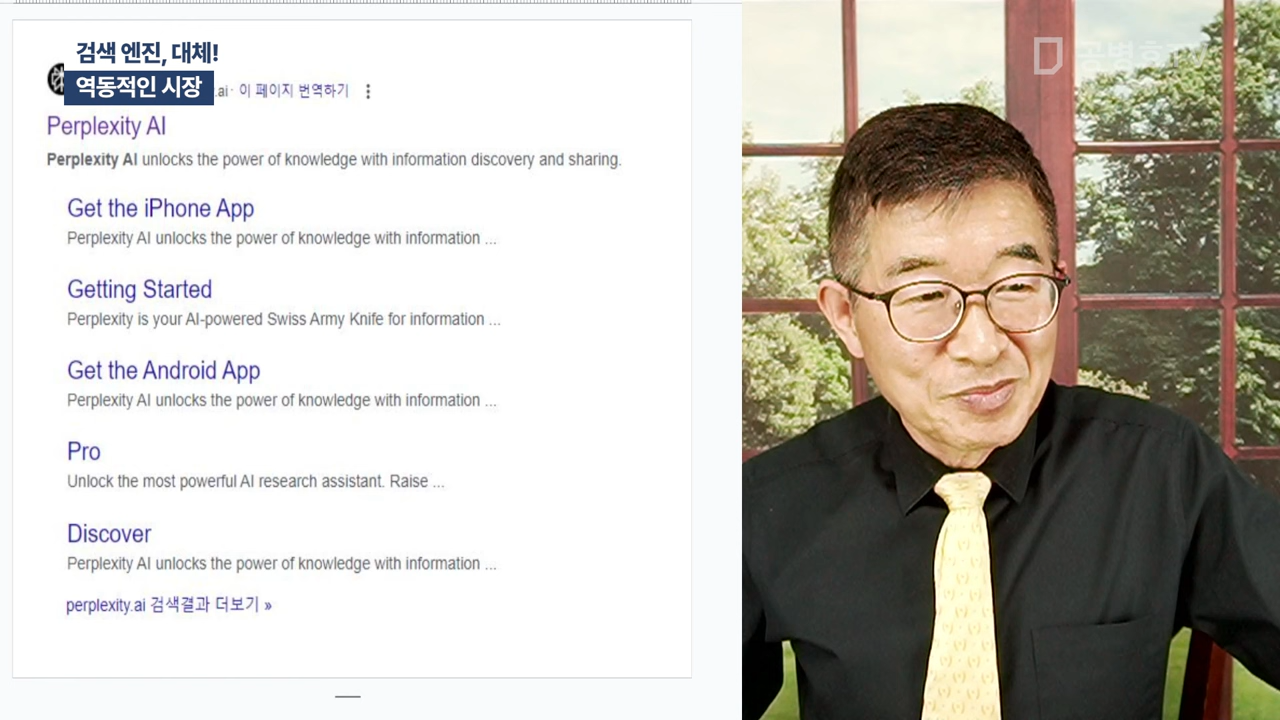 검색 엔진, 대체!
역동적인 시장
.ai · 이 페이지 번역하기
Perplexity AI
Perplexity AI unlocks the power of knowledge with information discovery and sharing.
Get the iPhone App
Perplexity AI unlocks the power of knowledge with information ...
Getting Started
Perplexity is your AI-powered Swiss Army Knife for information ...
Get the Android App
Perplexity AI unlocks the power of knowledge with information ...
Pro
Unlock the most powerful AI research assistant. Raise ...
Discover
Perplexity AI unlocks the power of knowledge with information ...
perplexity.ai 검색결과 더보기 »
공병호TV